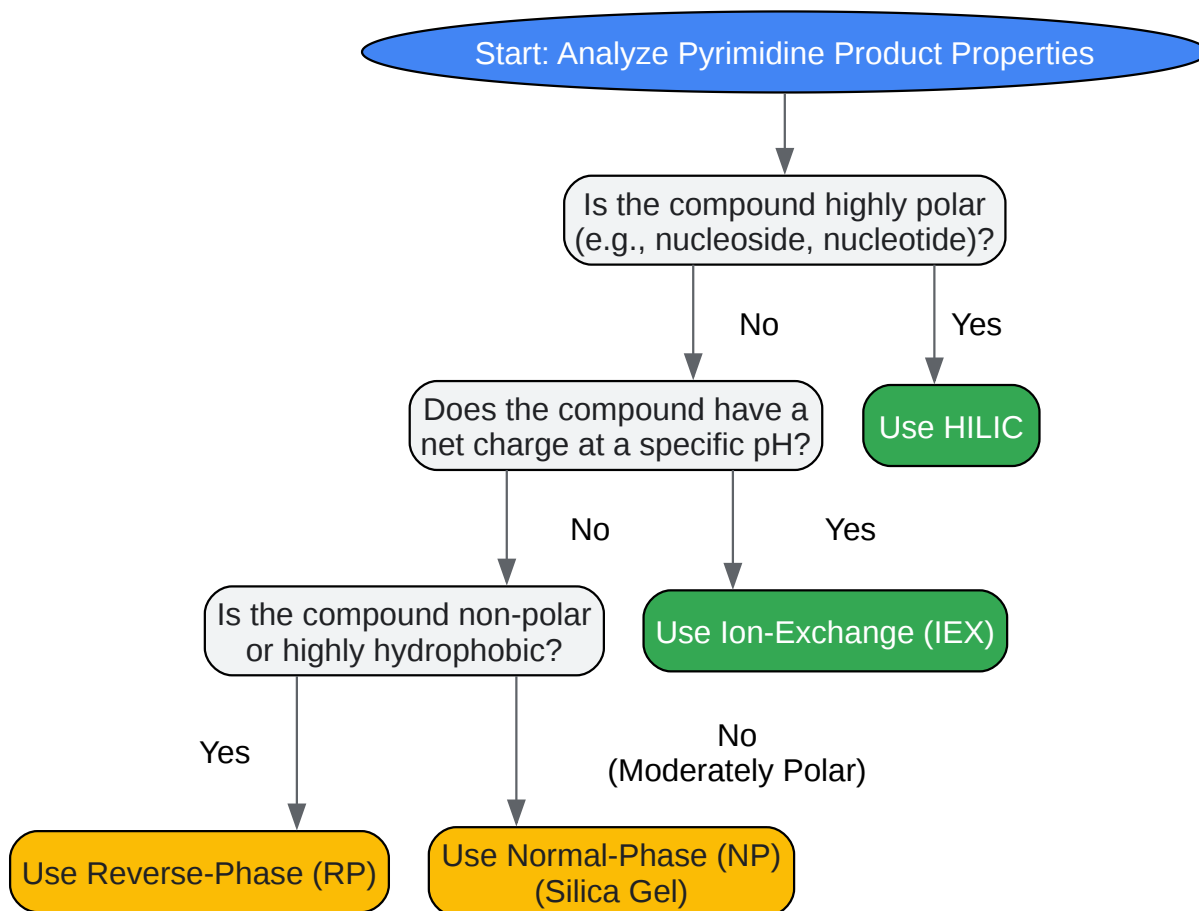 Start: Analyze Pyrimidine Product Properties
Is the compound highly polar
(e.g., nucleoside, nucleotide)?
No
Yes
Does the compound have a
net charge at a specific pH?
Use HILIC
No
Yes
Is the compound non-polar
or highly hydrophobic?
Use Ion-Exchange (IEX)
Yes
No
(Moderately Polar)
Use Reverse-Phase (RP)
Use Normal-Phase (NP)
(Silica Gel)